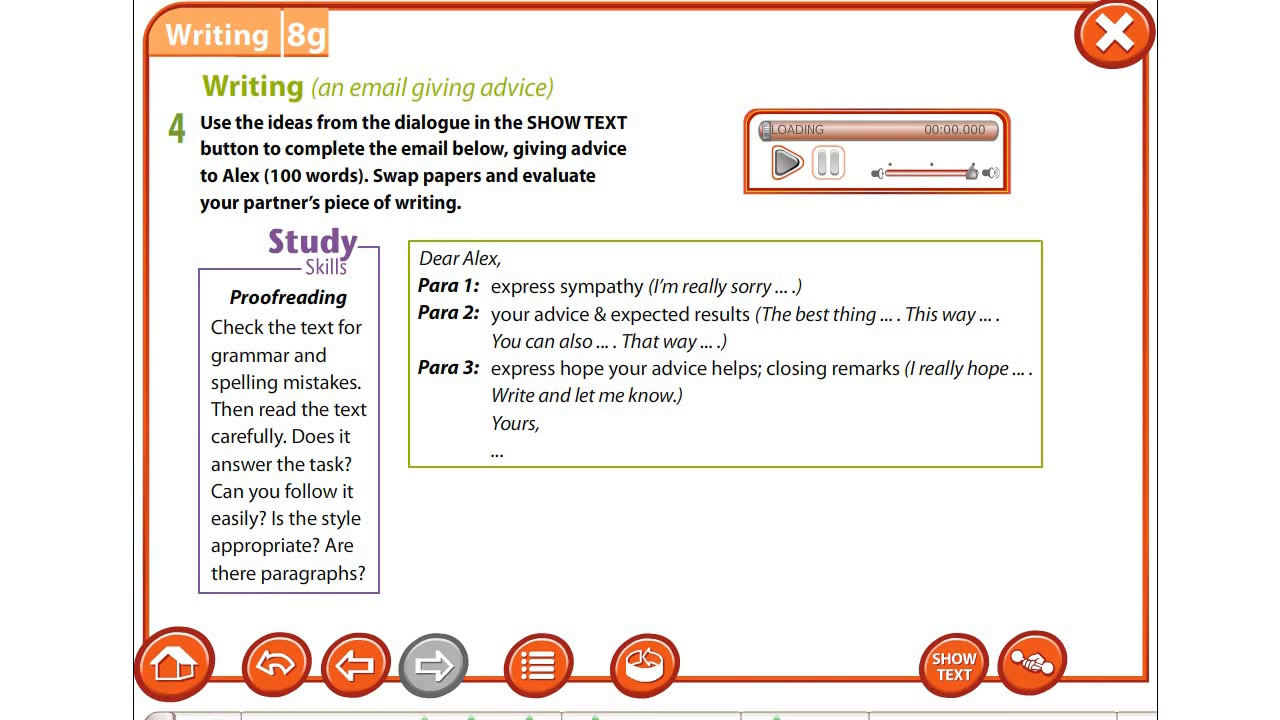 Writing 8g
Writing (an email giving advice)
4 Use the ideas from the dialogue in the SHOW TEXT
button to complete the email below, giving advice
to Alex (100 words). Swap papers and evaluate
your partner's piece of writing.
LOADING 00:00.000
Study
Skills
Proofreading
Check the text for
grammar and
spelling mistakes.
Then read the text
carefully. Does it
answer the task?
Can you follow it
easily? Is the style
appropriate? Are
there paragraphs?
Dear Alex,
Para 1: express sympathy (I'm really sorry ... .)
Para 2: your advice & expected results (The best thing ... . This way ... .
You can also ... . That way ... .)
Para 3: express hope your advice helps; closing remarks (I really hope ... .
Write and let me know.)
Yours,
...
SHOW
TEXT